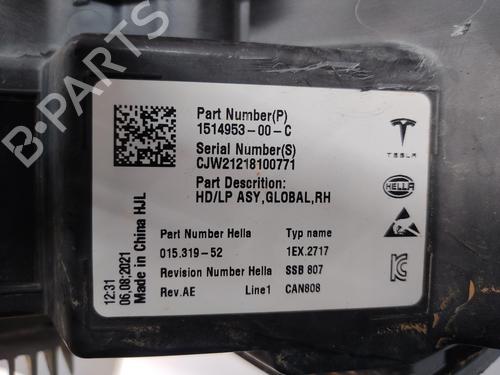 Part Number(P)
1514953-00-C
Serial Number(S)
CJW21218100771
Part Descrition:
HD/LP ASY,GLOBAL,RH
TESLA
HELLA
Part Number Hella Typ name
015.319-52 1EX.2717
Revision Number Hella SSB 807
Rev.AE Line1 CAN808
12:31
06,08;2021
Made in China HJL
B-Parts